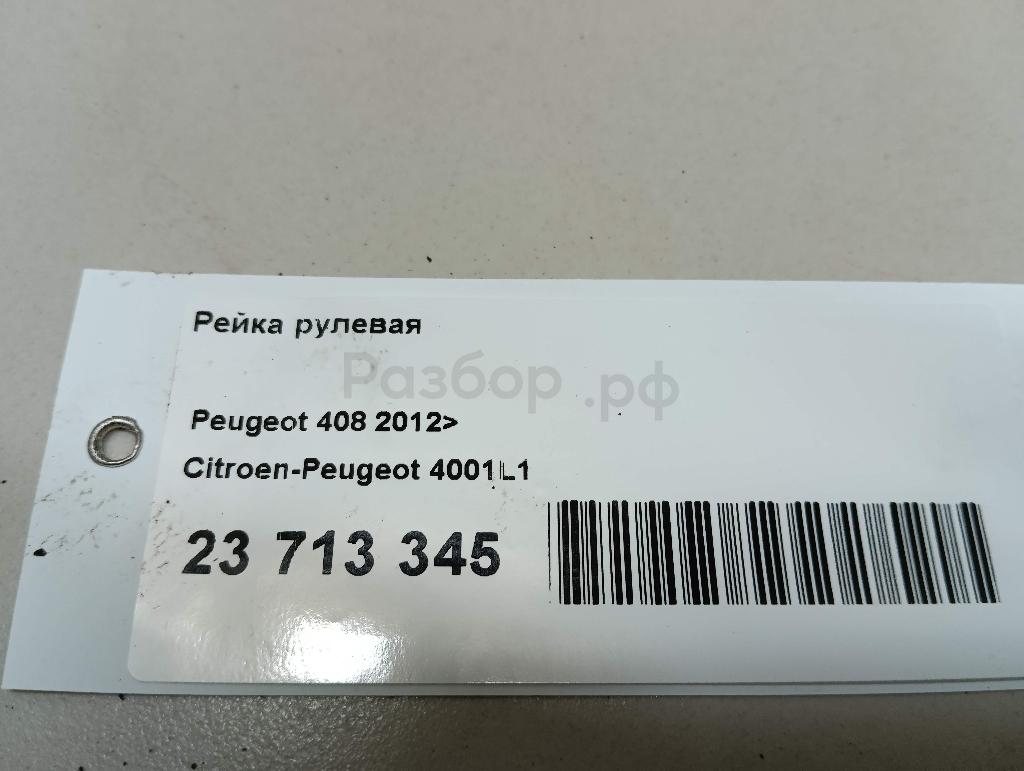 Рейка рулевая
Разбор.рф
Peugeot 408 2012>
Citroen-Peugeot 4001L1
23 713 345